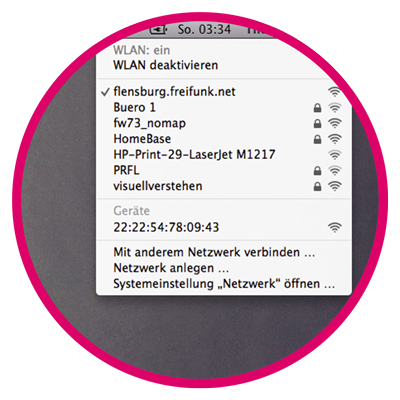 So. 03:34
WLAN: ein
WLAN deaktivieren
flensburg.freifunk.net
Buero 1
fw73_nomap
HomeBase
HP-Print-29-LaserJet M1217
PRFL
visuellverstehen
Geräte
22:22:54:78:09:43
Mit anderem Netzwerk verbinden ...
Netzwerk anlegen ...
Systemeinstellung „Netzwerk“ öffnen ...